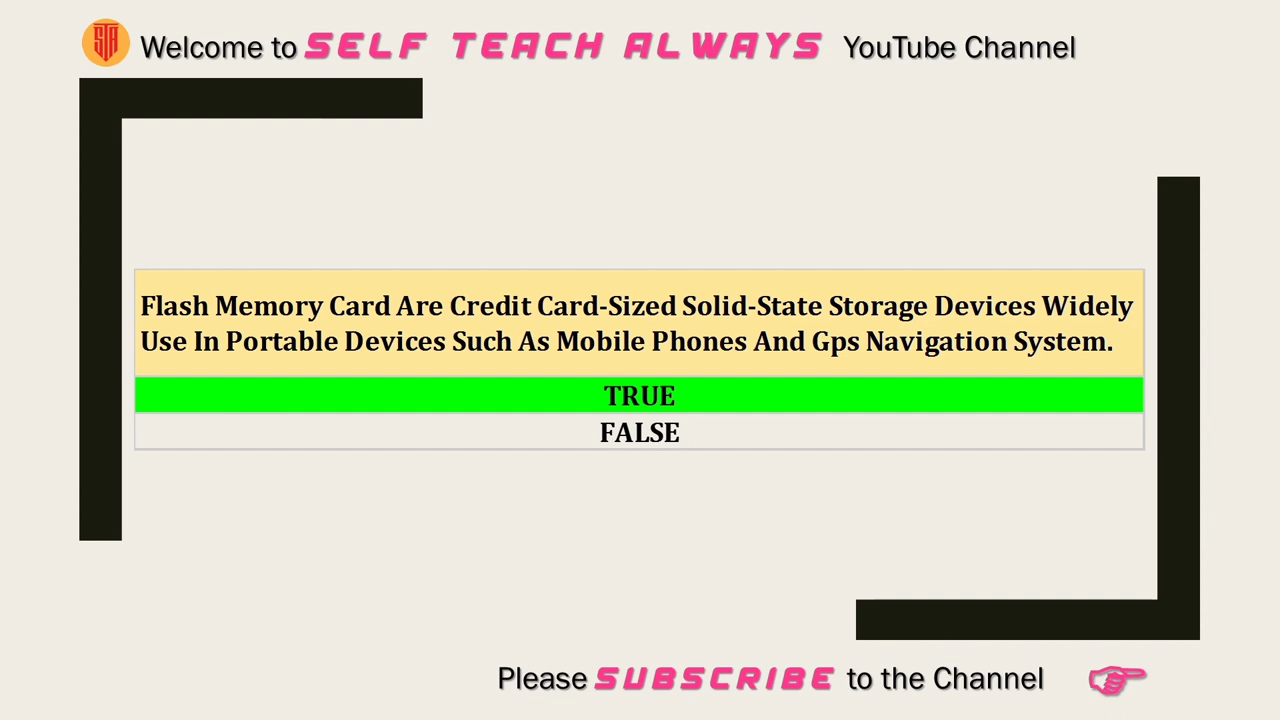 Welcome to SELF TEACH ALWAYS YouTube Channel
Flash Memory Card Are Credit Card-Sized Solid-State Storage Devices Widely
Use In Portable Devices Such As Mobile Phones And Gps Navigation System.
TRUE
FALSE
Please SUBSCRIBE to the Channel